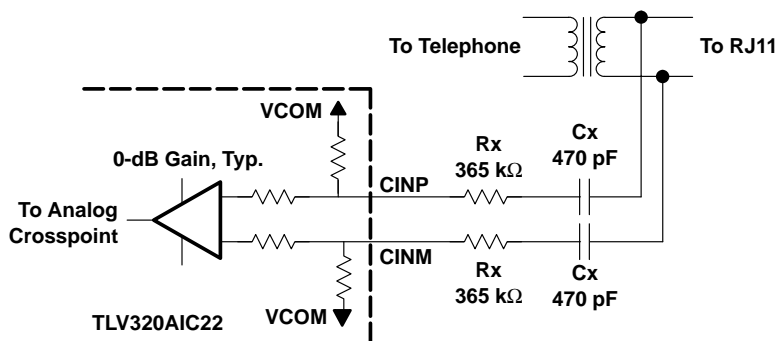 To Telephone
To RJ11
VCOM
0-dB Gain, Typ.
Rx
365 kΩ
Cx
470 pF
CINP
To Analog
Crosspoint
CINM
Rx
365 kΩ
Cx
470 pF
TLV320AIC22
VCOM